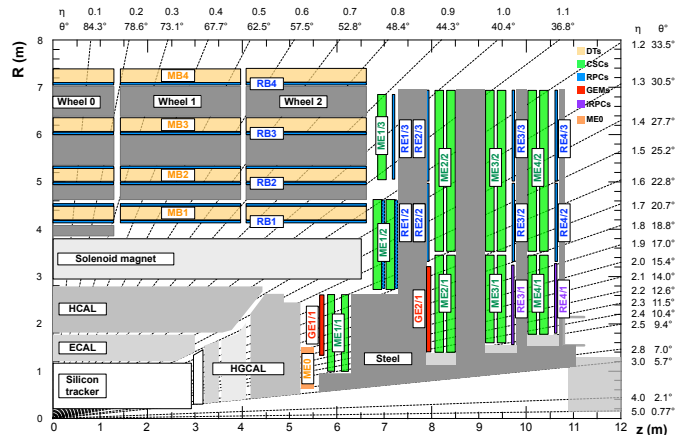 η 0.1 0.2 0.3 0.4 0.5 0.6 0.7 0.8 0.9 1.0 1.1 η θ°
θ° 84.3° 78.6° 73.1° 67.7° 62.5° 57.5° 52.8° 48.4° 44.3° 40.4° 36.8°
R (m)
8
7
6
5
4
3
2
1
0
1.2 33.5°
1.3 30.5°
1.4 27.7°
1.5 25.2°
1.6 22.8°
1.7 20.7°
1.8 18.8°
1.9 17.0°
2.0 15.4°
2.1 14.0°
2.2 12.6°
2.3 11.5°
2.4 10.4°
2.5 9.4°
2.8 7.0°
3.0 5.7°
4.0 2.1°
5.0 0.77°
DTs
CSCs
RPCs
GEMs
iRPCs
ME0
MB4
RB4
Wheel 0 Wheel 1 Wheel 2
MB3
RB3
MB2
RB2
MB1
RB1
Solenoid magnet
HCAL
ECAL
Silicon
tracker
HGCAL
Steel
ME0
GE1/1
ME1/1
ME1/2
ME1/3
RE1/3
RE2/3
RE1/2
RE2/2
GE2/1
ME2/1
ME2/2
ME3/2
ME3/1
RE3/3
RE3/2
RE3/1
ME4/2
ME4/1
RE4/3
RE4/2
RE4/1
0 1 2 3 4 5 6 7 8 9 10 11 12
z (m)